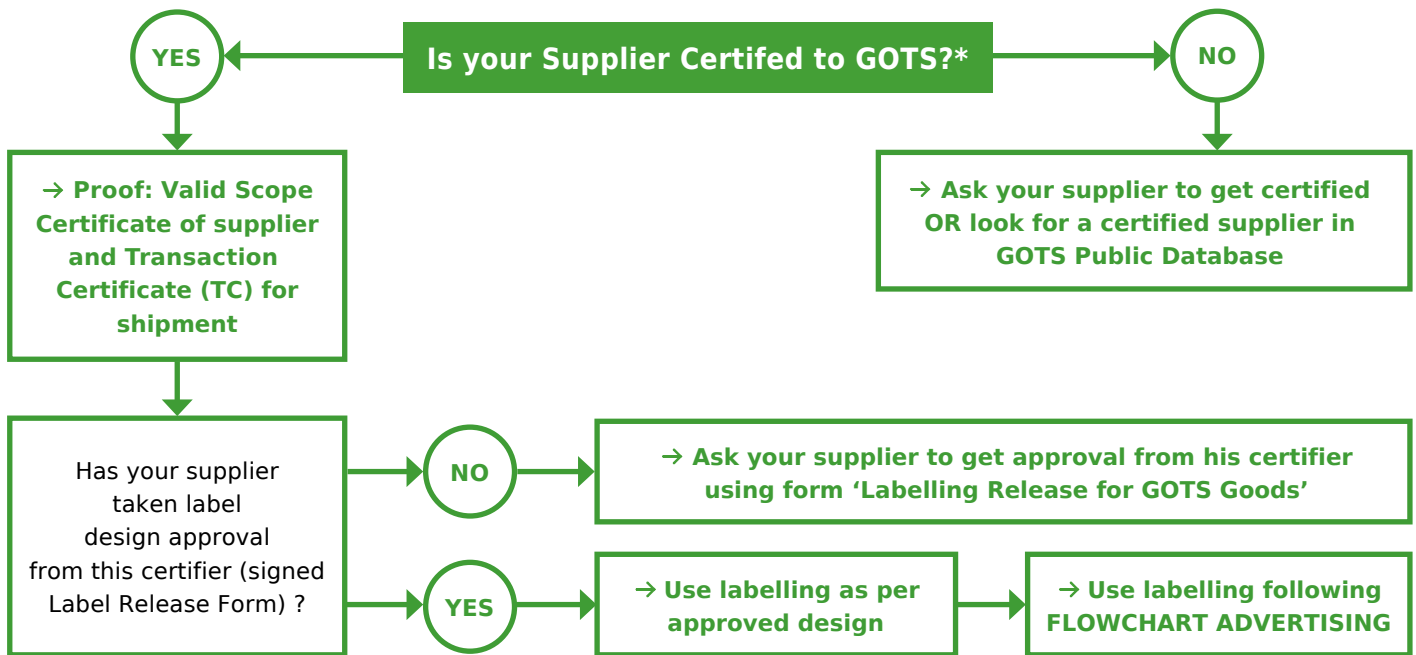 YES
Is your Supplier Certifed to GOTS?*
NO
→ Proof: Valid Scope
Certificate of supplier
and Transaction
Certificate (TC) for
shipment
→ Ask your supplier to get certified
OR look for a certified supplier in
GOTS Public Database
Has your supplier
taken label
design approval
from this certifier (signed
Label Release Form) ?
NO
→ Ask your supplier to get approval from his certifier
using form ‘Labelling Release for GOTS Goods’
YES
→ Use labelling as per
approved design
→ Use labelling following
FLOWCHART ADVERTISING